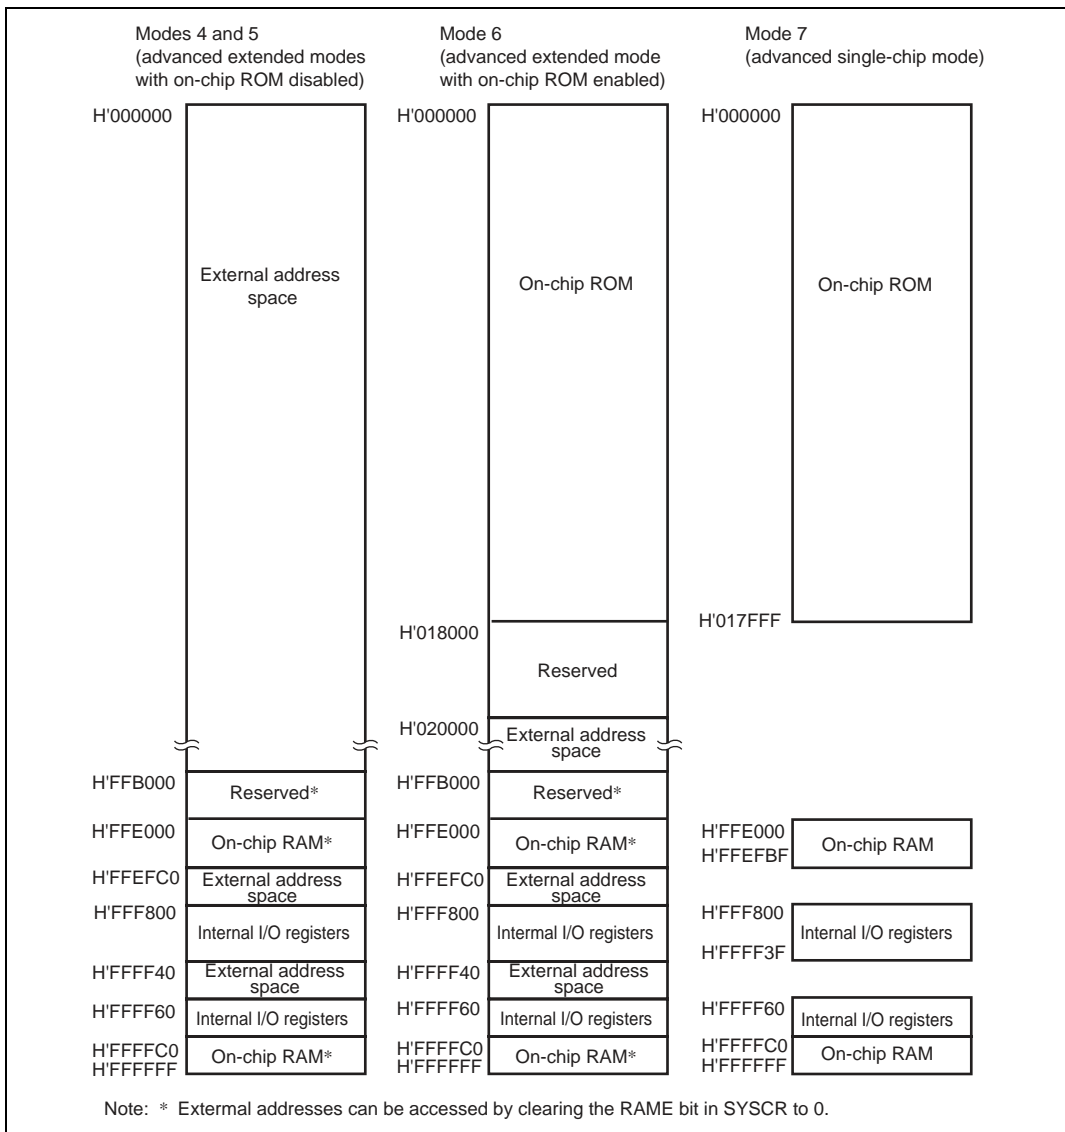 Modes 4 and 5
(advanced extended modes
with on-chip ROM disabled)
H'000000
External address
space
H'FFB000
Reserved*
H'FFE000
On-chip RAM*
H'FFEFC0
External address
space
H'FFF800
Internal I/O registers
H'FFFF40
External address
space
H'FFFF60
Internal I/O registers
H'FFFFC0
On-chip RAM*
H'FFFFFF
Mode 6
(advanced extended mode
with on-chip ROM enabled)
H'000000
On-chip ROM
H'018000
Reserved
H'020000
External address
space
H'FFB000
Reserved*
H'FFE000
On-chip RAM*
H'FFEFC0
External address
space
H'FFF800
Intermal I/O registers
H'FFFF40
External address
space
H'FFFF60
Internal I/O registers
H'FFFFC0
On-chip RAM*
H'FFFFFF
Mode 7
(advanced single-chip mode)
H'000000
On-chip ROM
H'017FFF
H'FFE000
On-chip RAM
H'FFEFBF
H'FFF800
Internal I/O registers
H'FFFF3F
H'FFFF60
Internal I/O registers
H'FFFFC0
On-chip RAM
H'FFFFFF
Note: * Extermal addresses can be accessed by clearing the RAME bit in SYSCR to 0.